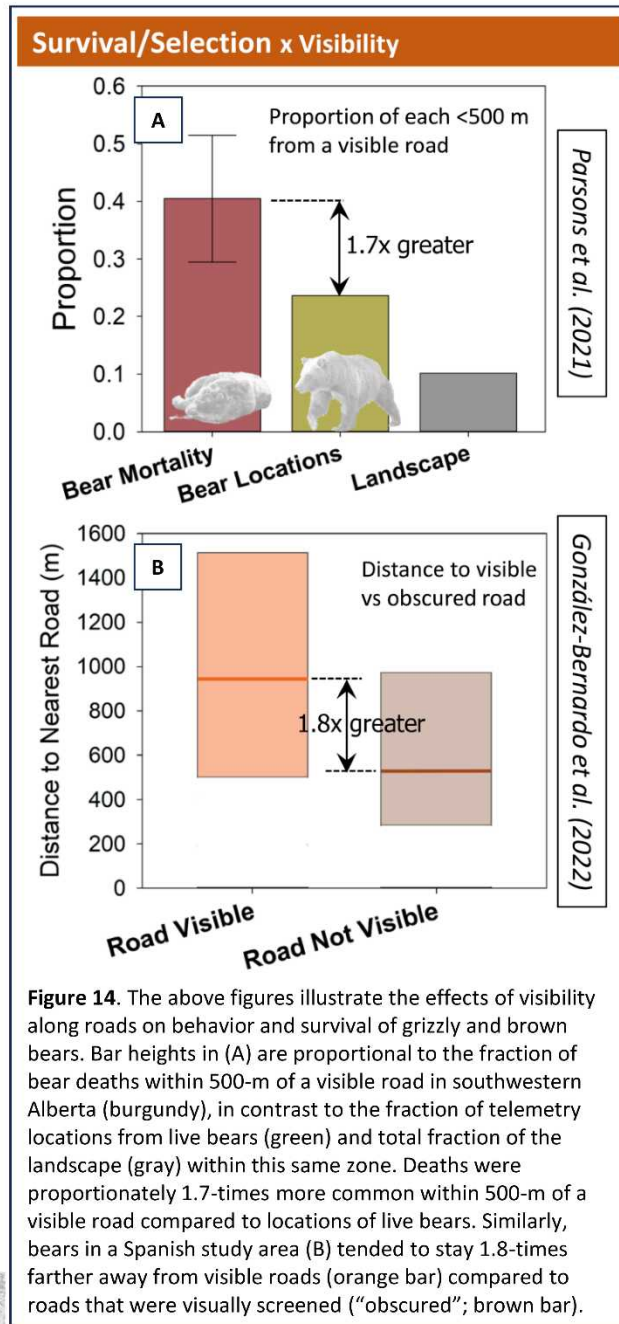 Survival/Selection x Visibility
0.6
0.5
0.4
0.3
0.2
0.1
0.0
Proportion
A
Proportion of each <500 m
from a visible road
1.7x greater
Bear Mortality
Bear Locations
Landscape
Parsons et al. (2021)
1600
1400
1200
1000
800
600
400
200
0
Distance to Nearest Road (m)
B
Distance to visible
vs obscured road
1.8x greater
Road Visible
Road Not Visible
González-Bernardo et al. (2022)
Figure 14. The above figures illustrate the effects of visibility
along roads on behavior and survival of grizzly and brown
bears. Bar heights in (A) are proportional to the fraction of
bear deaths within 500-m of a visible road in southwestern
Alberta (burgundy), in contrast to the fraction of telemetry
locations from live bears (green) and total fraction of the
landscape (gray) within this same zone. Deaths were
proportionately 1.7-times more common within 500-m of a
visible road compared to locations of live bears. Similarly,
bears in a Spanish study area (B) tended to stay 1.8-times
farther away from visible roads (orange bar) compared to
roads that were visually screened (“obscured”; brown bar).